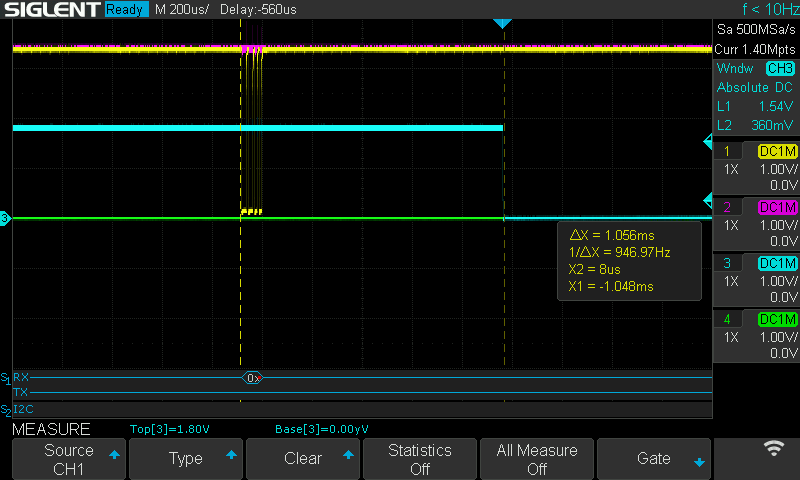 SIGLENT Ready M 200us/ Delay:-560us f < 10Hz
Sa 500MSa/s
Curr 1.40Mpts
Wndw CH3
Absolute DC
L1 1.54V
L2 360mV
1 DC1M
1X 1.00V/
0.0V
2 DC1M
1X 1.00V/
0.0V
3 DC1M
1X 1.00V/
0.0V
4 DC1M
1X 1.00V/
0.0V
3
△X = 1.056ms
1/△X = 946.97Hz
X2 = 8us
X1 = -1.048ms
S1 RX
0x
TX
S2 I2C
MEASURE Top[3]=1.80V Base[3]=0.00yV
Source
CH1
Type
Clear
Statistics
Off
All Measure
Off
Gate